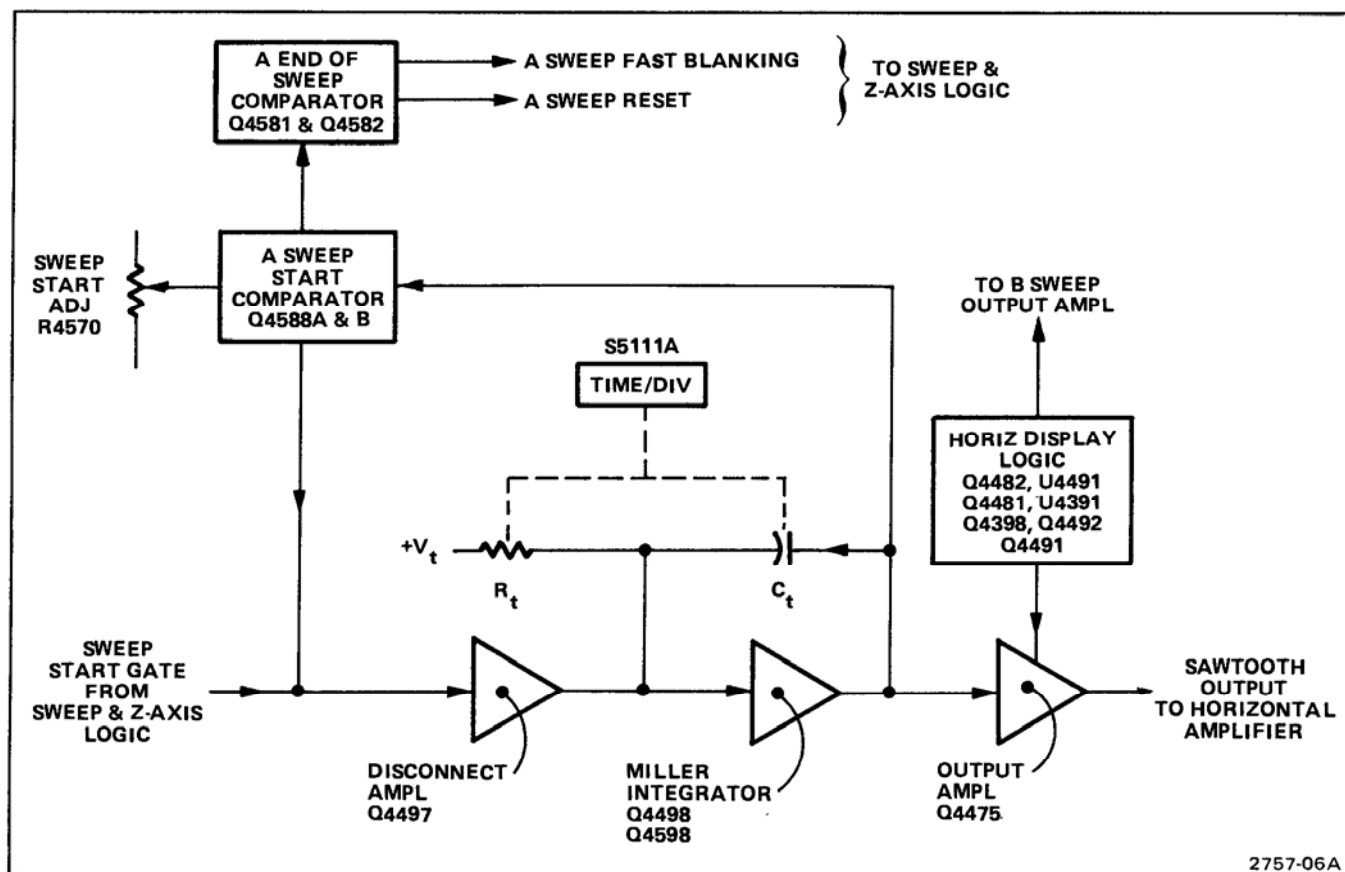 A END OF
SWEEP
COMPARATOR
Q4581 & Q4582
A SWEEP FAST BLANKING
A SWEEP RESET
TO SWEEP &
Z-AXIS LOGIC
SWEEP
START
ADJ
R4570
A SWEEP
START
COMPARATOR
Q4588A & B
TO B SWEEP
OUTPUT AMPL
S5111A
TIME/DIV
HORIZ DISPLAY
LOGIC
Q4482, U4491
Q4481, U4391
Q4398, Q4492
Q4491
+Vt
Rt
Ct
SWEEP
START GATE
FROM
SWEEP & Z-AXIS
LOGIC
DISCONNECT
AMPL
Q4497
MILLER
INTEGRATOR
Q4498
Q4598
OUTPUT
AMPL
Q4475
SAWTOOTH
OUTPUT
TO HORIZONTAL
AMPLIFIER
2757-06A